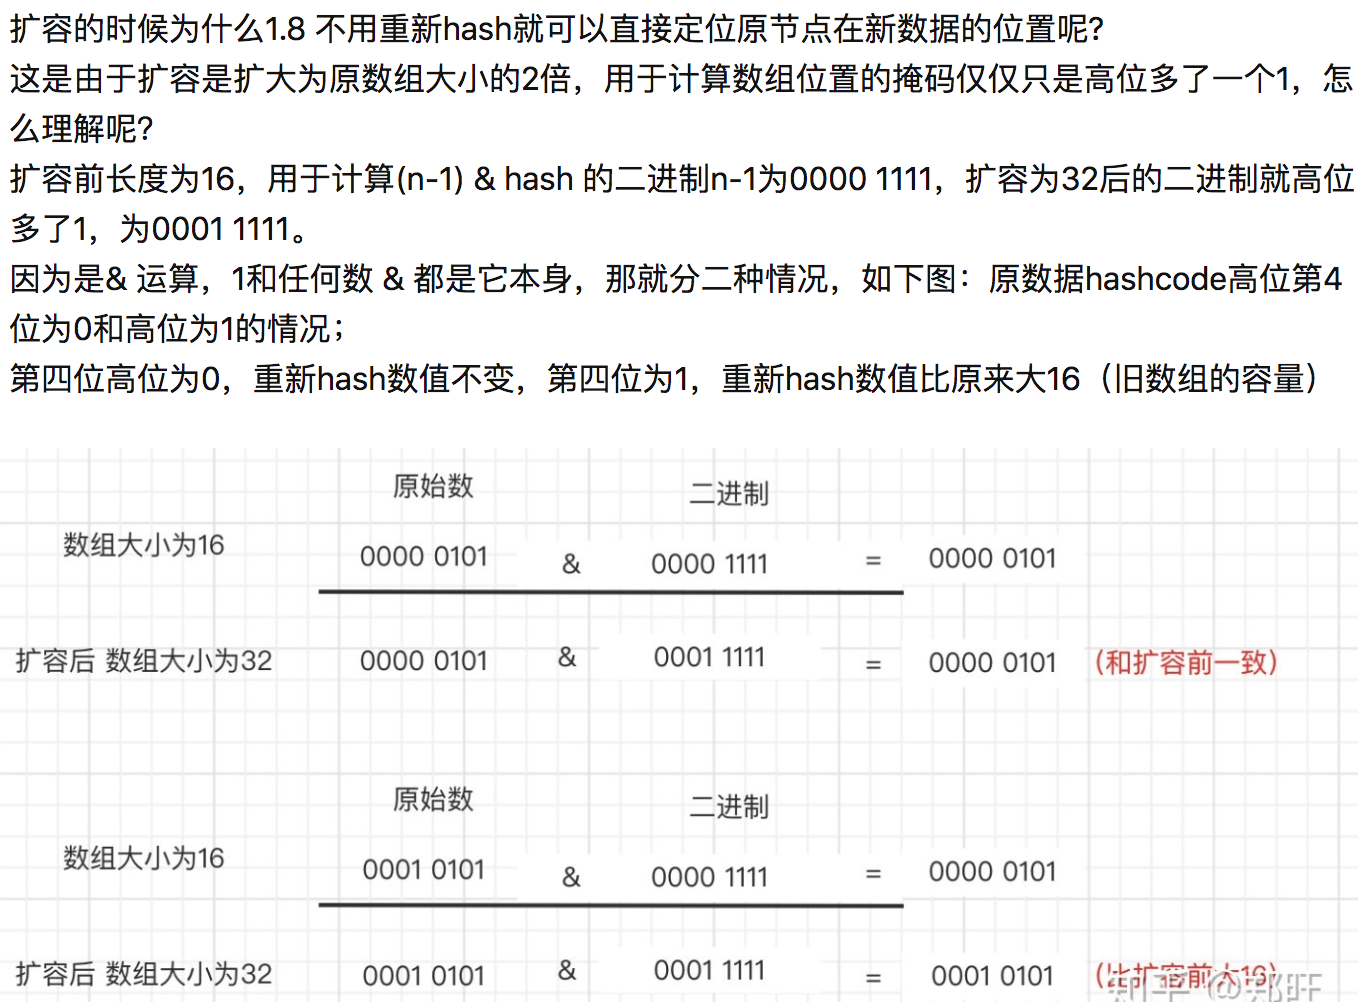 扩容的时候为什么1.8 不用重新hash就可以直接定位原节点在新数据的位置呢?
这是由于扩容是扩大为原数组大小的2倍，用于计算数组位置的掩码仅仅只是高位多了一个1，怎
么理解呢?
扩容前长度为16，用于计算(n-1) & hash 的二进制n-1为0000 1111，扩容为32后的二进制就高位
多了1，为0001 1111。
因为是& 运算，1和任何数 & 都是它本身，那就分二种情况，如下图：原数据hashcode高位第4
位为0和高位为1的情况；
第四位高位为0，重新hash数值不变，第四位为1，重新hash数值比原来大16（旧数组的容量）
原始数 二进制
数组大小为16 0000 0101 & 0000 1111 = 0000 0101
扩容后 数组大小为32 0000 0101 & 0001 1111 = 0000 0101 （和扩容前一致）
原始数 二进制
数组大小为16 0001 0101 & 0000 1111 = 0000 0101
扩容后 数组大小为32 0001 0101 & 0001 1111 = 0001 0101 （比扩容前大16）
知乎 @郑旺